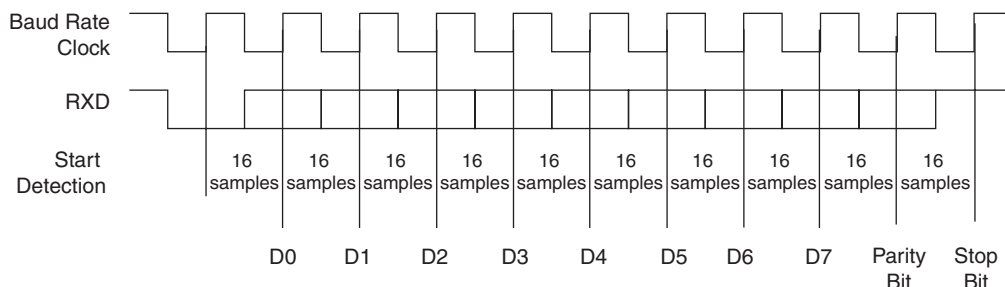 Baud Rate
Clock
RXD
Start
Detection
16 16 16 16 16 16 16 16 16 16
samples samples samples samples samples samples samples samples samples samples
D0 D1 D2 D3 D4 D5 D6 D7 Parity Stop
Bit Bit